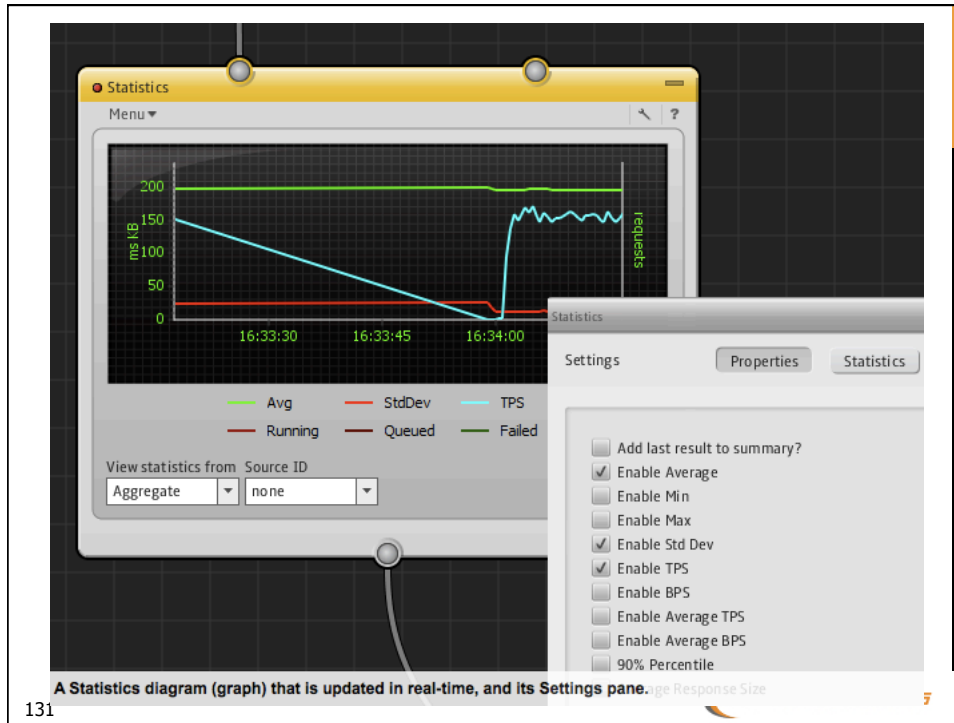 Statistics
Menu
?
200
150
100
50
0
ms KB
requests
16:33:30 16:33:45 16:34:00
Avg StdDev TPS
Running Queued Failed
View statistics from Source ID
Aggregate none
Statistics
Settings Properties Statistics
Add last result to summary?
Enable Average
Enable Min
Enable Max
Enable Std Dev
Enable TPS
Enable BPS
Enable Average TPS
Enable Average BPS
90% Percentile
age Response Size
A Statistics diagram (graph) that is updated in real-time, and its Settings pane.
131